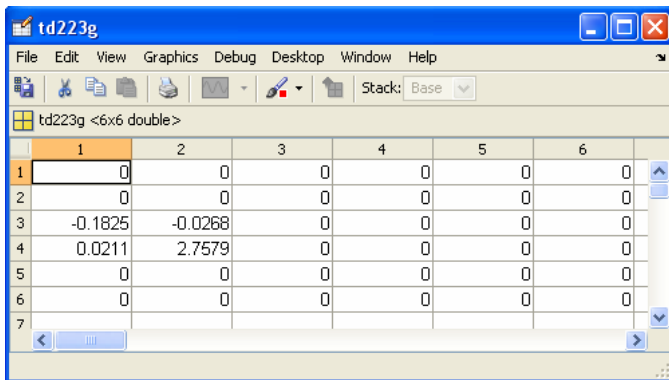 td223g
File Edit View Graphics Debug Desktop Window Help
Stack: Base
td223g <6x6 double>
1 2 3 4 5 6
1 0 0 0 0 0 0
2 0 0 0 0 0 0
3 -0.1825 -0.0268 0 0 0 0
4 0.0211 2.7579 0 0 0 0
5 0 0 0 0 0 0
6 0 0 0 0 0 0
7